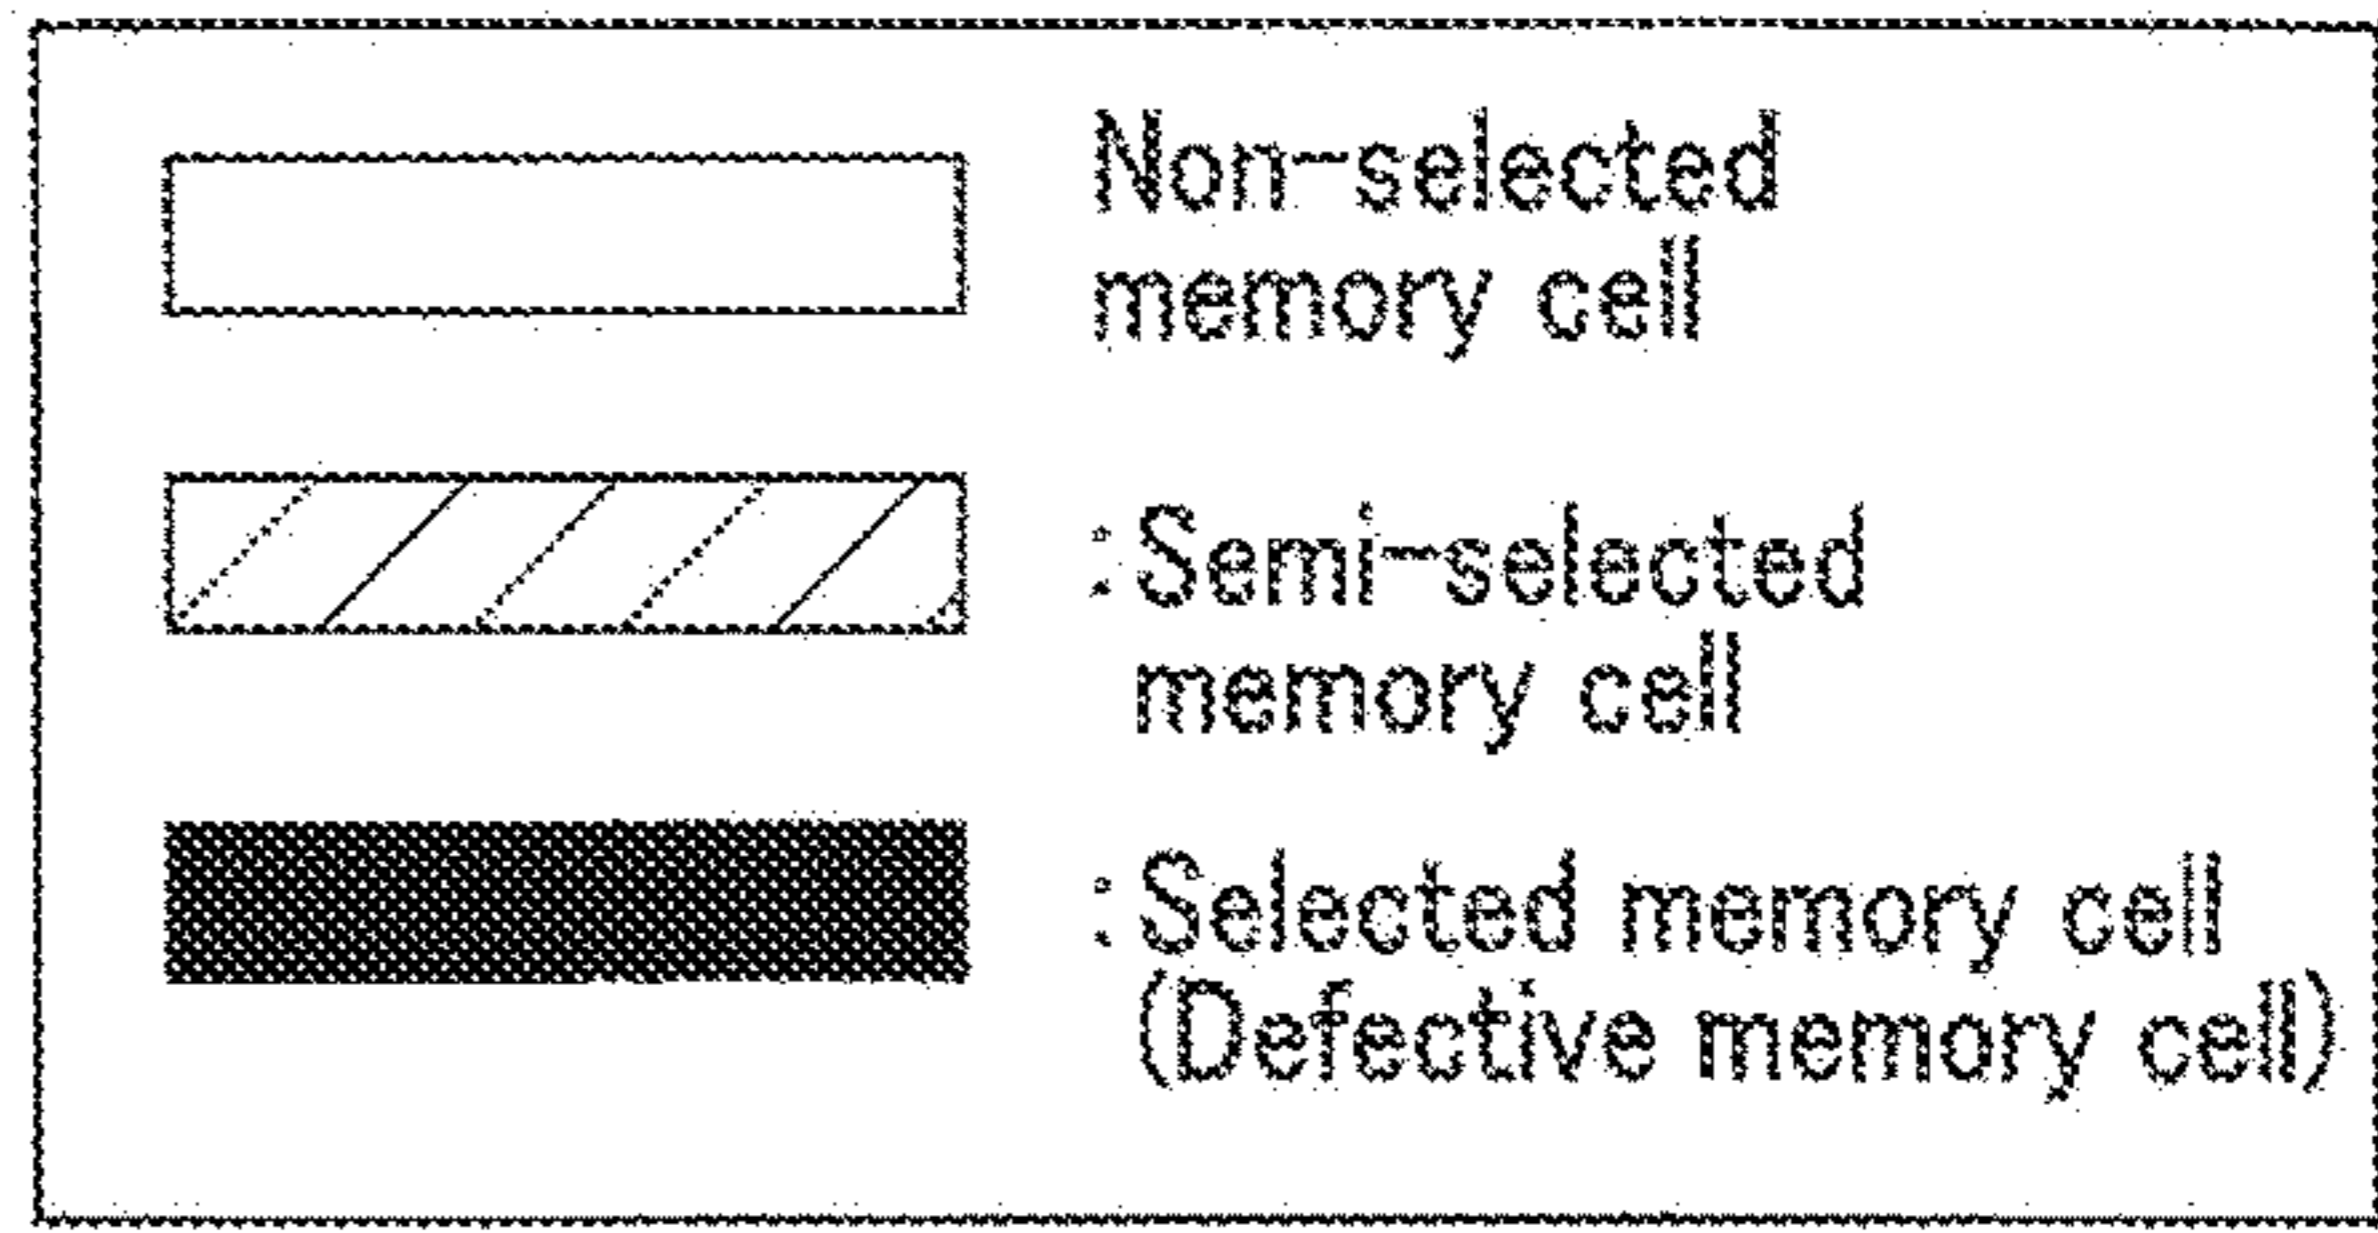 Non-selected
memory cell
: Semi-selected
memory cell
: Selected memory cell
(Defective memory cell)